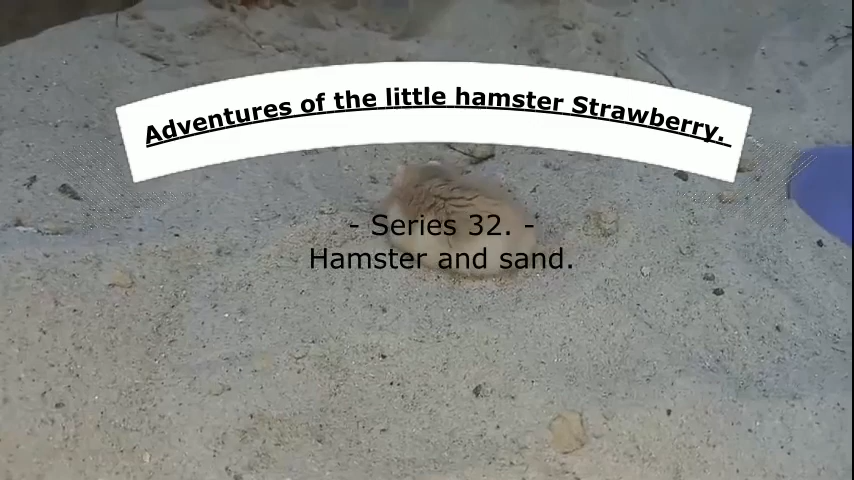 Adventures of the little hamster Strawberry.
- Series 32. -
Hamster and sand.